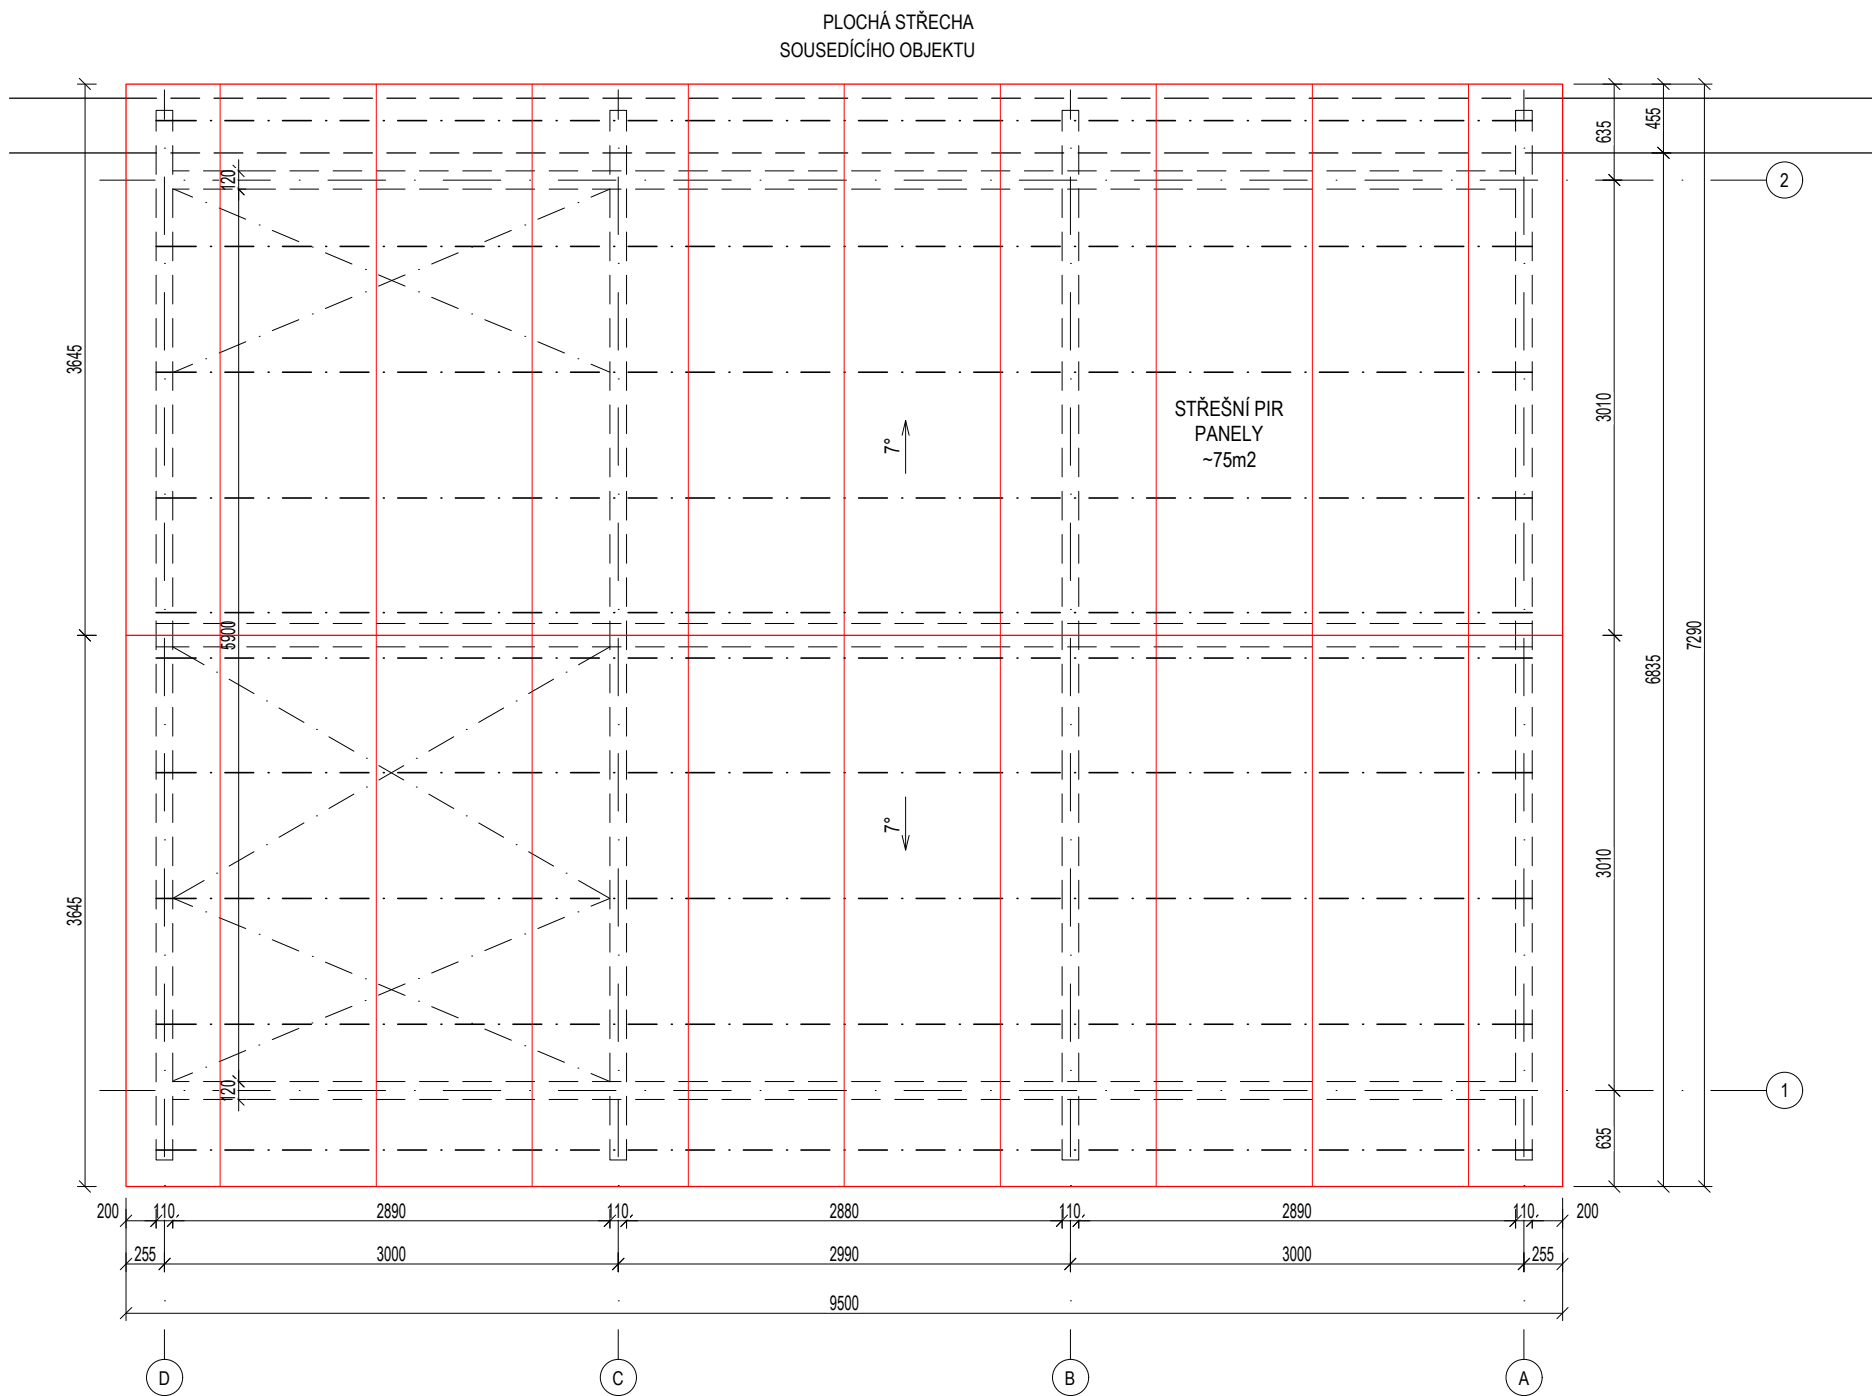 PLOCHÁ STŘECHA
SOUSEDÍCÍHO OBJEKTU
635
455
120
2
3645
3010
STŘEŠNÍ PIR
PANELY
~75m2
7°
5900
6835
7290
7°
3645
3010
120
1
635
200 110 2890 110 2880 110 2890 110 200
255 3000 2990 3000 255
9500
D C B A